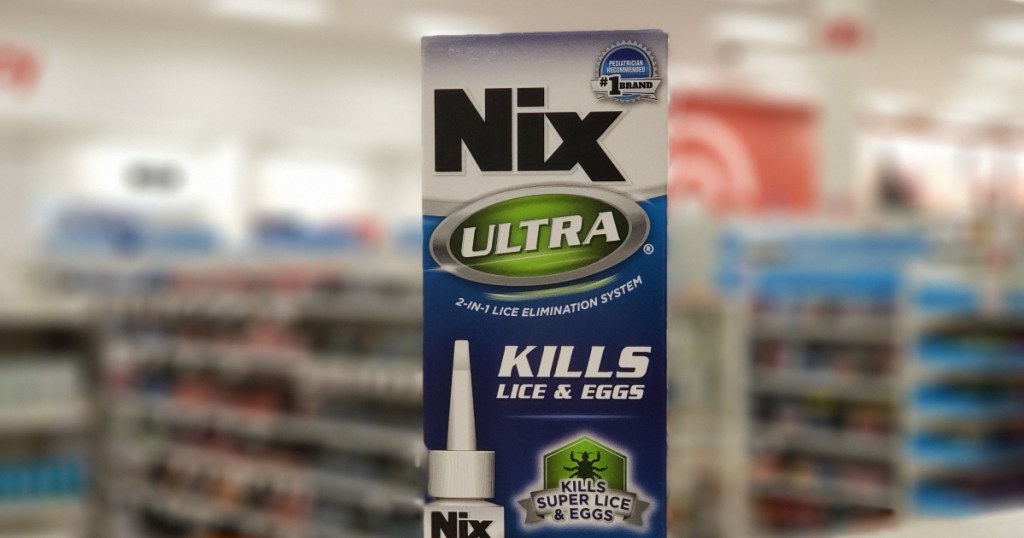 PEDIATRICIAN
RECOMMENDED
#1 BRAND
Nix
ULTRA®
2-IN-1 LICE ELIMINATION SYSTEM
KILLS
LICE & EGGS
KILLS
SUPER LICE
& EGGS
Nix